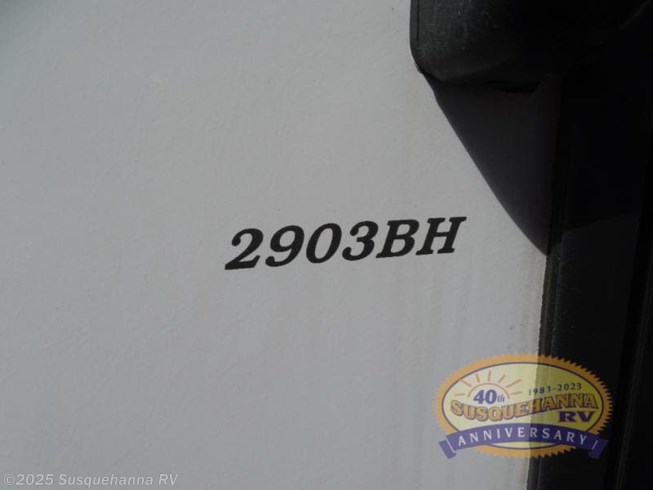 2903BH
40th
1983-2023
SUSQUEHANNA
RV
ANNIVERSARY!
©2025 Susquehanna RV